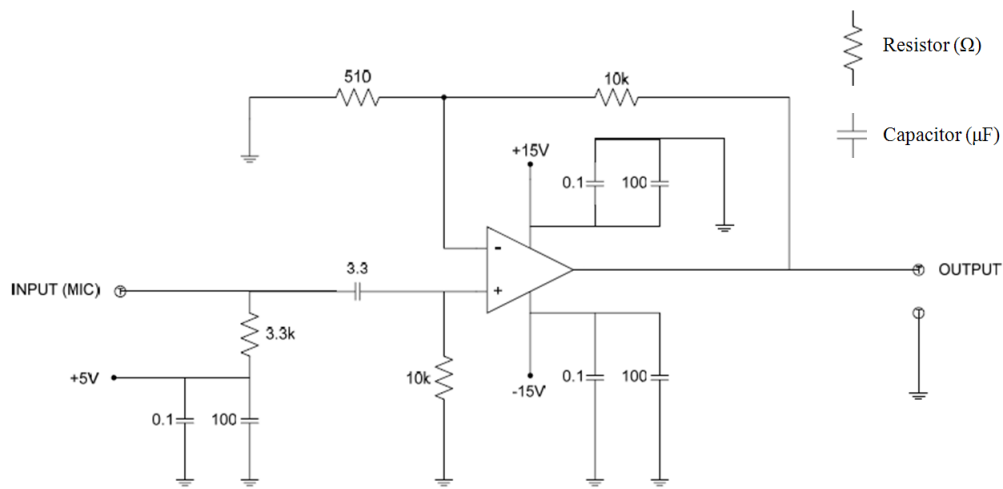 Resistor (Ω)
510
10k
Capacitor (µF)
+15V
0.1
100
-
3.3
OUTPUT
INPUT (MIC)
+
3.3k
+5V
10k
0.1
100
-15V
0.1
100